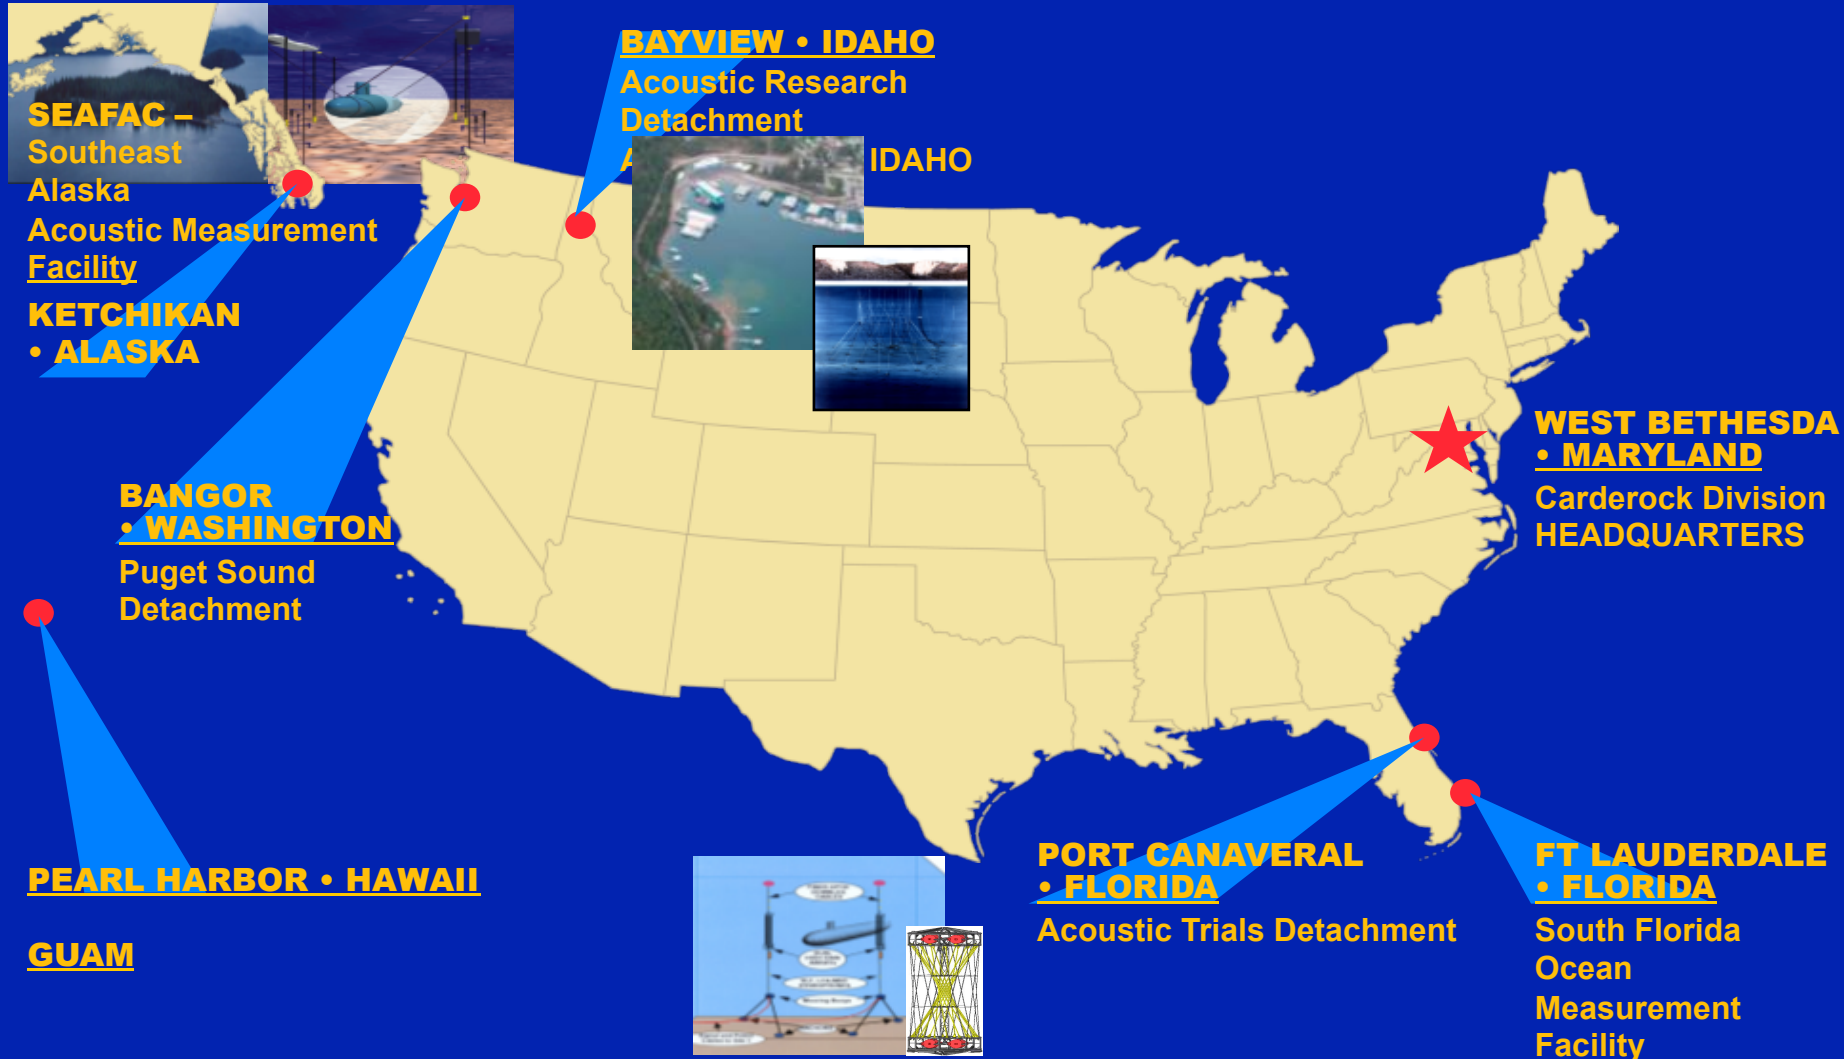 SEAFAC –
Southeast
Alaska
Acoustic Measurement
Facility
KETCHIKAN
• ALASKA
BAYVIEW • IDAHO
Acoustic Research
Detachment
IDAHO
BANGOR
• WASHINGTON
Puget Sound
Detachment
WEST BETHESDA
• MARYLAND
Carderock Division
HEADQUARTERS
PEARL HARBOR • HAWAII
GUAM
PORT CANAVERAL
• FLORIDA
Acoustic Trials Detachment
FT LAUDERDALE
• FLORIDA
South Florida
Ocean
Measurement
Facility